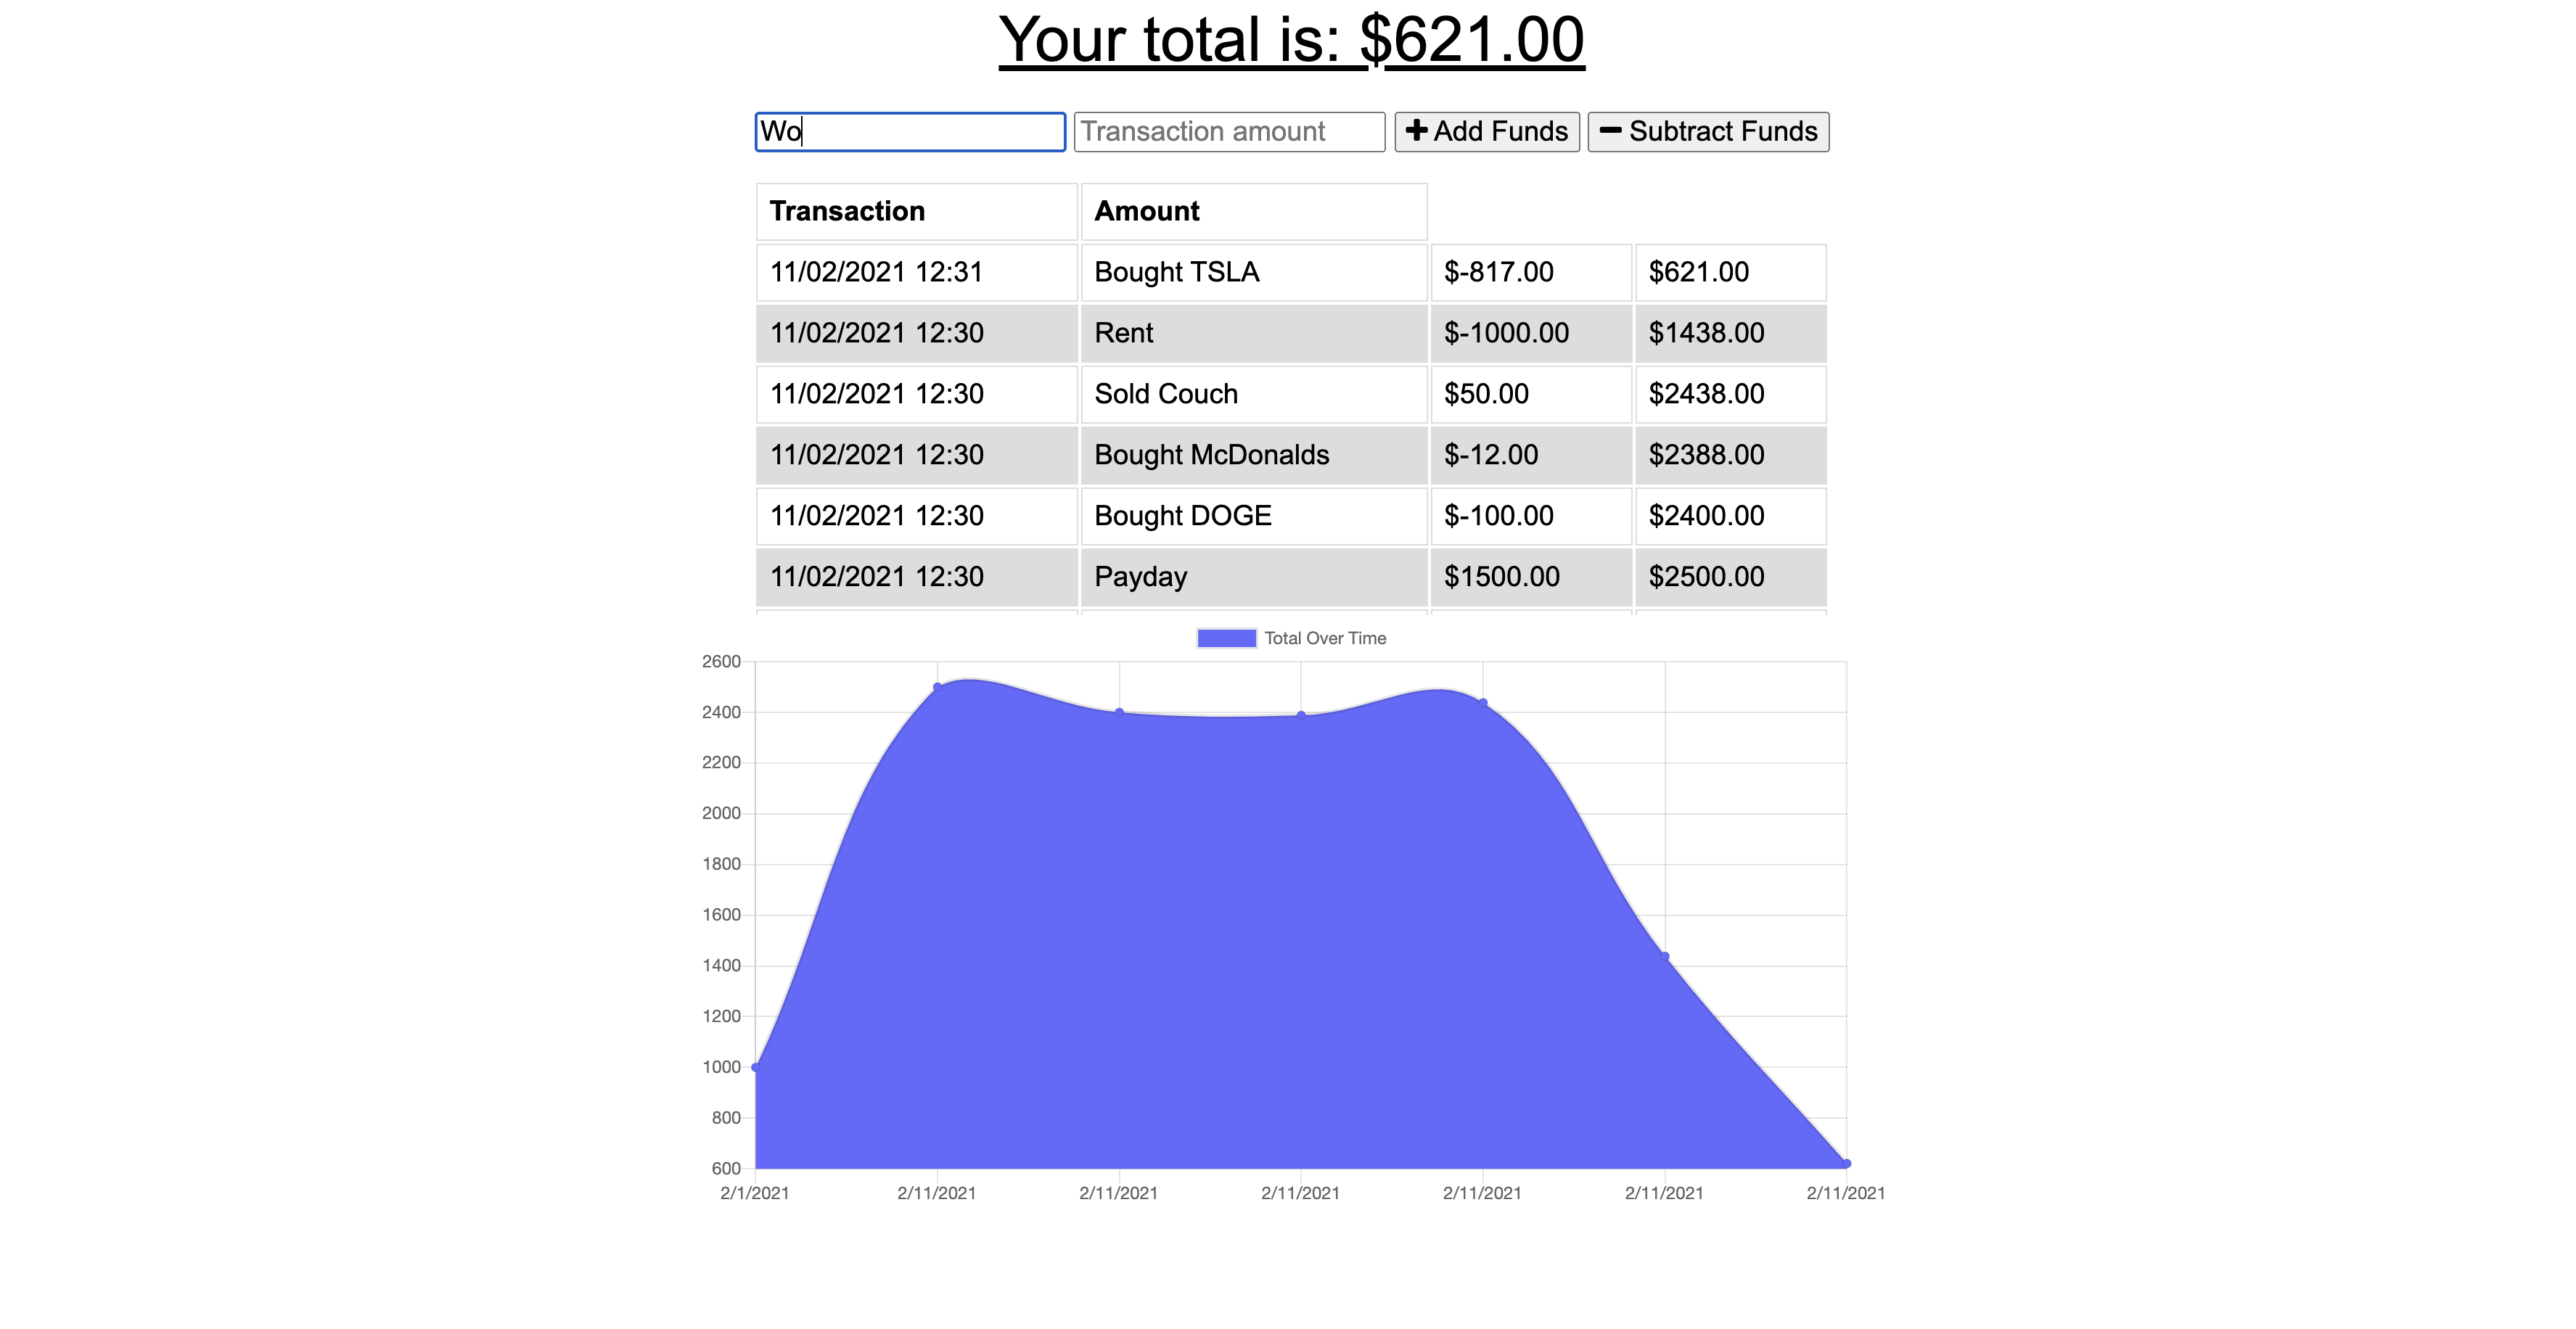 Your total is: $621.00
Wo Transaction amount Add Funds Subtract Funds
Transaction Amount
11/02/2021 12:31 Bought TSLA $-817.00 $621.00
11/02/2021 12:30 Rent $-1000.00 $1438.00
11/02/2021 12:30 Sold Couch $50.00 $2438.00
11/02/2021 12:30 Bought McDonalds $-12.00 $2388.00
11/02/2021 12:30 Bought DOGE $-100.00 $2400.00
11/02/2021 12:30 Payday $1500.00 $2500.00
Total Over Time
2600
2400
2200
2000
1800
1600
1400
1200
1000
800
600
2/1/2021 2/11/2021 2/11/2021 2/11/2021 2/11/2021 2/11/2021 2/11/2021